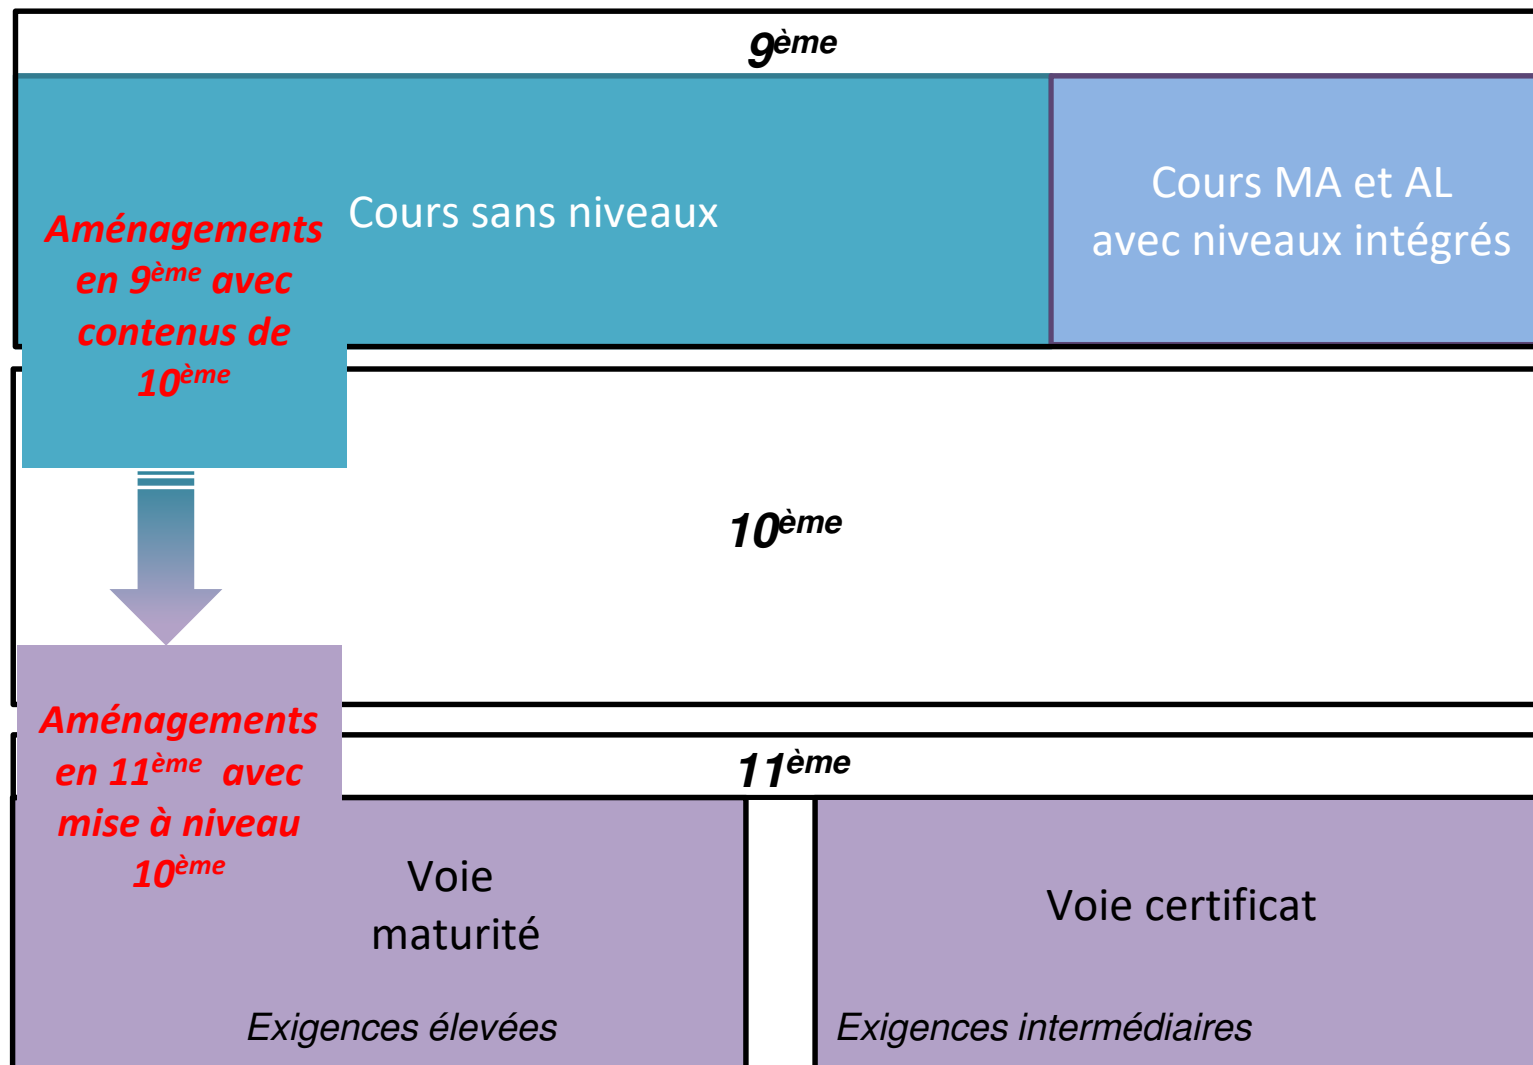 9ème
Cours sans niveaux
Cours MA et AL
avec niveaux intégrés
Aménagements
en 9ème avec
contenus de
10ème
10ème
Aménagements
en 11ème avec
mise à niveau
10ème
11ème
Voie
maturité
Exigences élevées
Voie certificat
Exigences intermédiaires